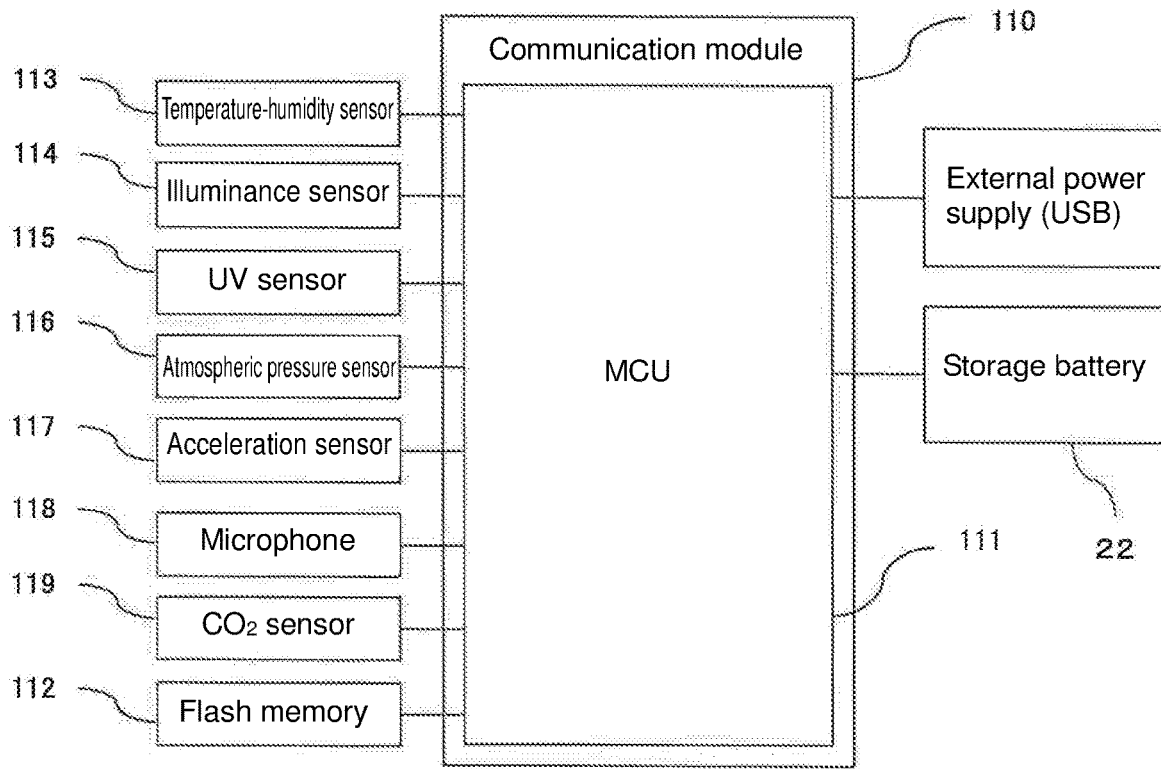 110
Communication module
113
Temperature-humidity sensor
114
Illuminance sensor
External power
supply (USB)
115
UV sensor
116
Atmospheric pressure sensor
MCU
Storage battery
117
Acceleration sensor
118
Microphone
111
22
119
CO₂ sensor
112
Flash memory